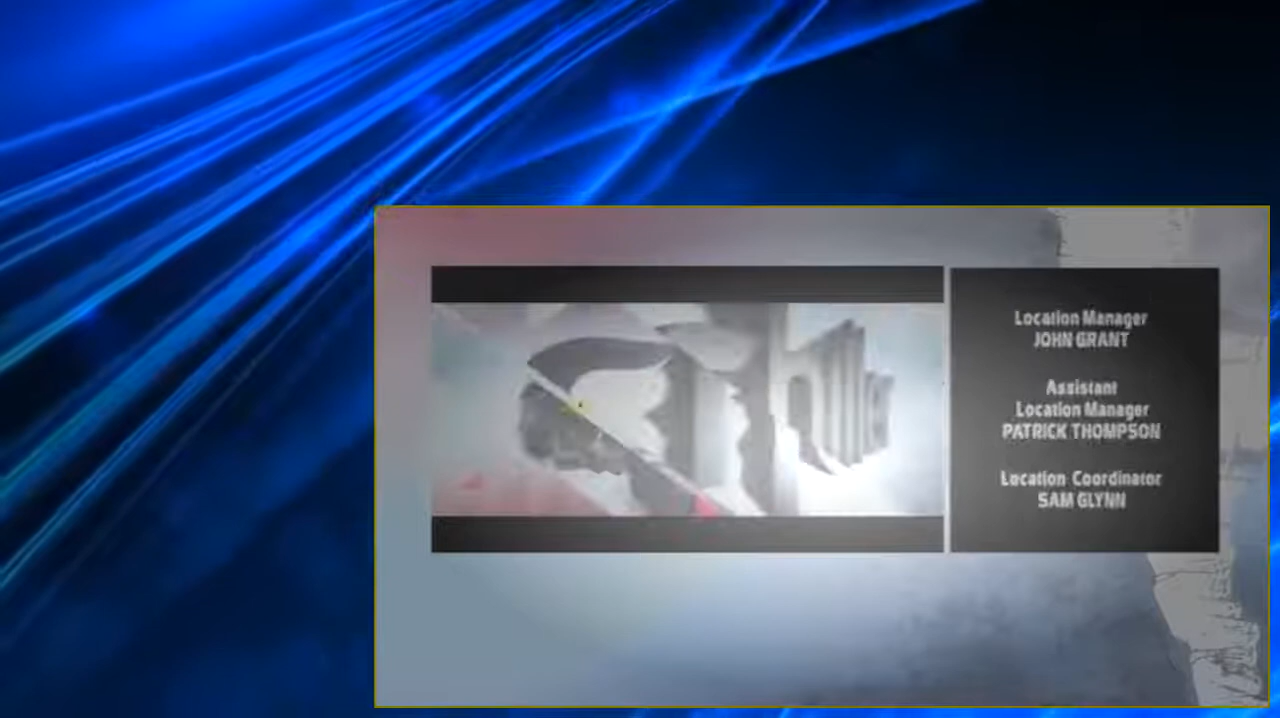 Location Manager
JOHN GRANT
Assistant
Location Manager
PATRICK THOMPSON
Location Coordinator
SAM GLYNN